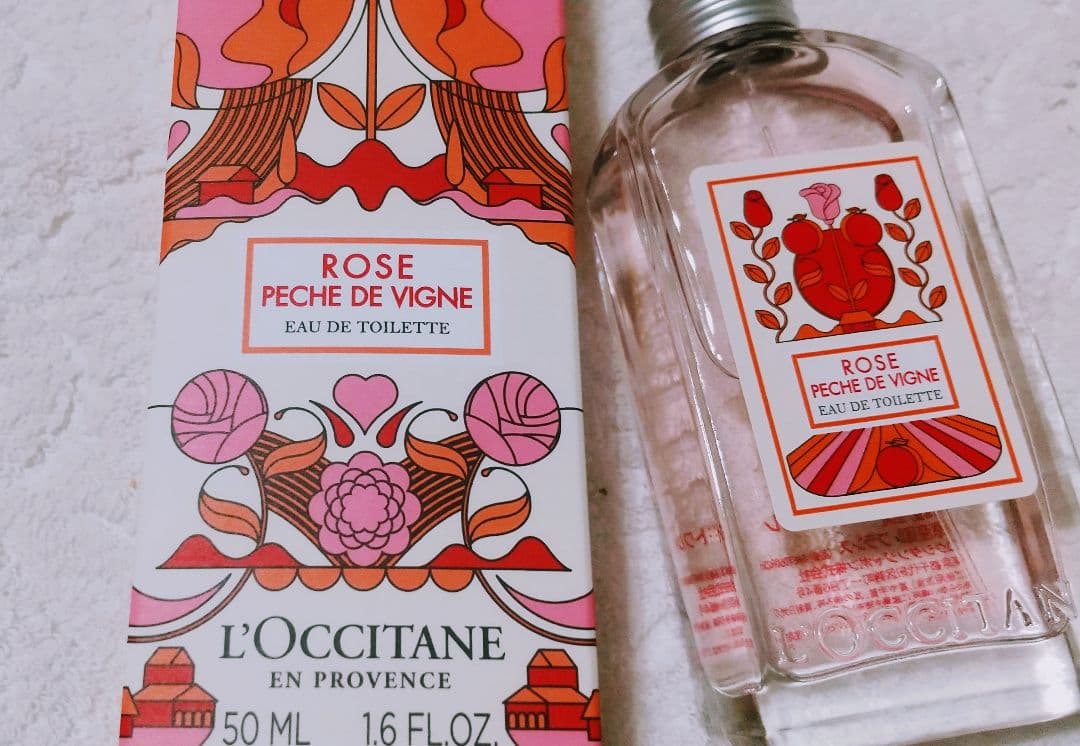 ROSE
PECHE DE VIGNE
EAU DE TOILETTE
L'OCCITANE
EN PROVENCE
50 ML 1.6 FL.OZ.
ROSE
PECHE DE VIGNE
EAU DE TOILETTE
L'OCCITAN